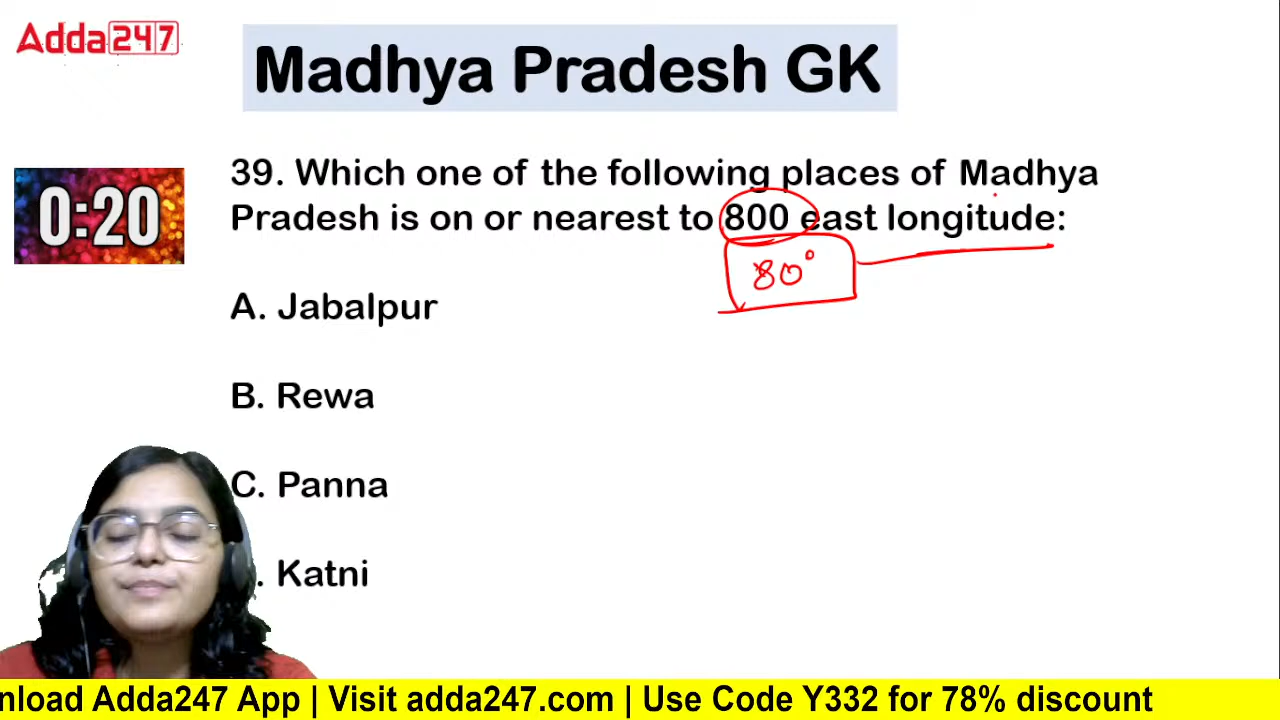 Adda247
Madhya Pradesh GK
0:20
39. Which one of the following places of Madhya
Pradesh is on or nearest to 800 east longitude:
80°
A. Jabalpur
B. Rewa
C. Panna
. Katni
nload Adda247 App | Visit adda247.com | Use Code Y332 for 78% discount